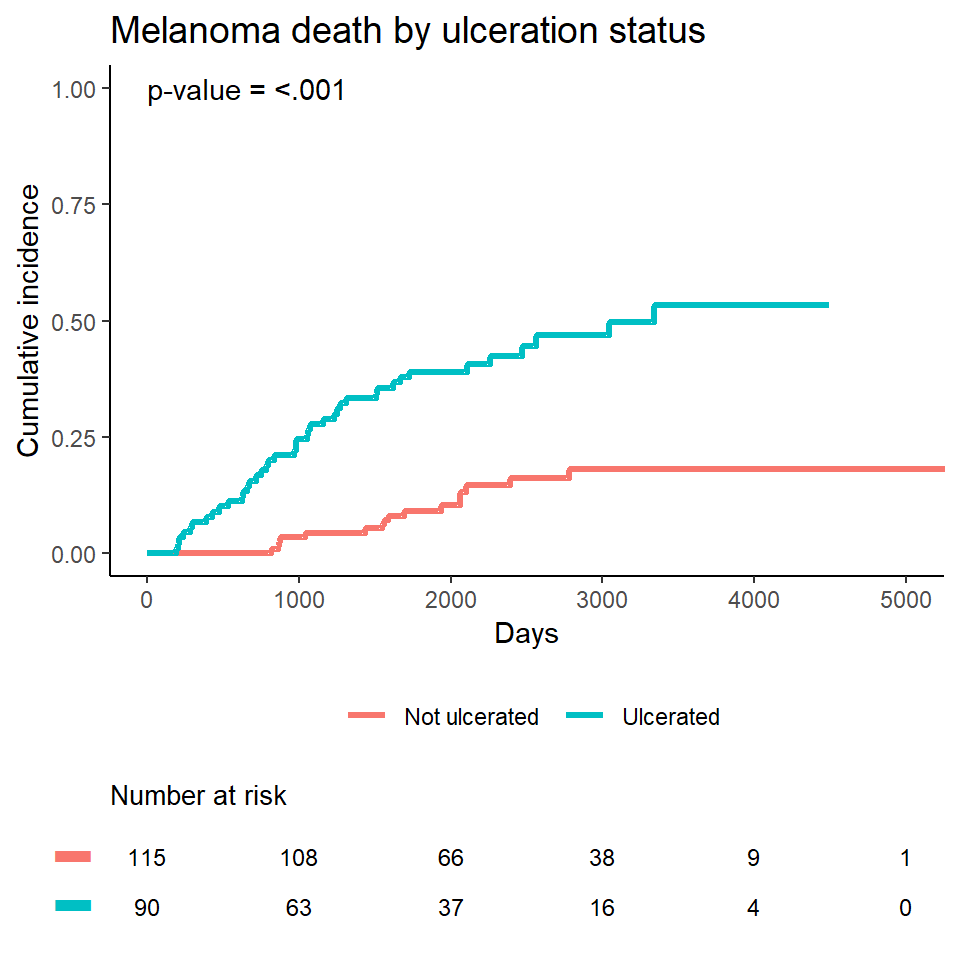 Melanoma death by ulceration status
p-value = <.001
1.00
0.75
0.50
0.25
0.00
Cumulative incidence
0 1000 2000 3000 4000 5000
Days
Not ulcerated Ulcerated
Number at risk
115 108 66 38 9 1
90 63 37 16 4 0